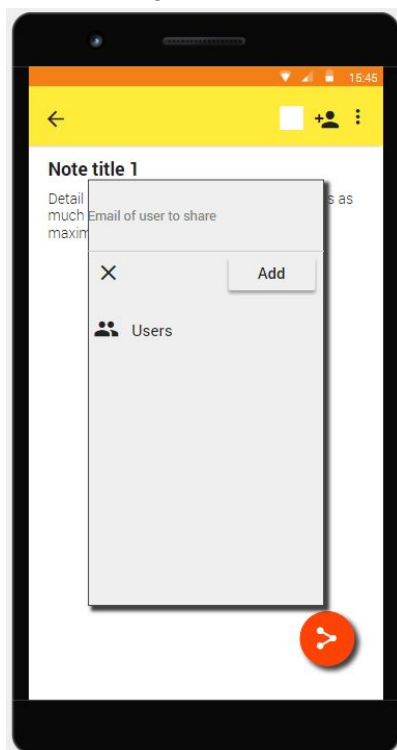 15:45
Note title 1
Detail s as
much
maxim
Email of user to share
Add
Users